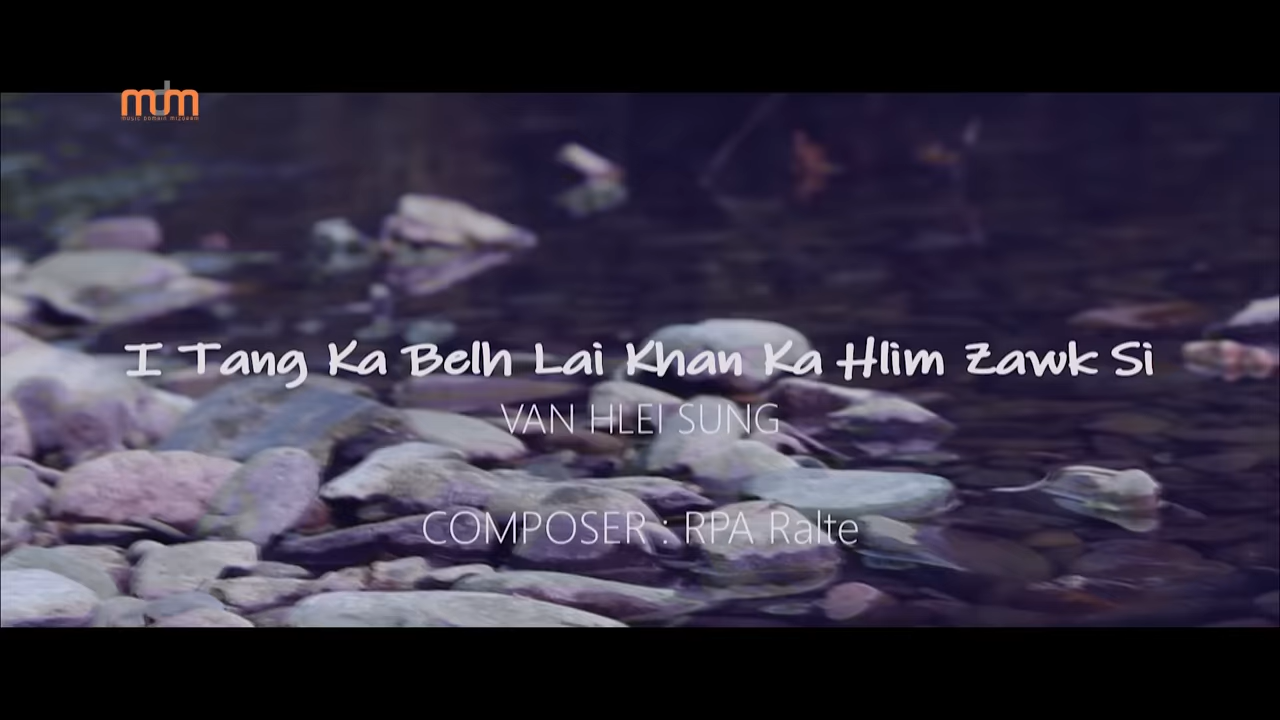 mdm
music domain mizoram
I Tang Ka Belh Lai Khan Ka Hlim Zawk Si
VAN HLEI SUNG
COMPOSER : RPA Ralte